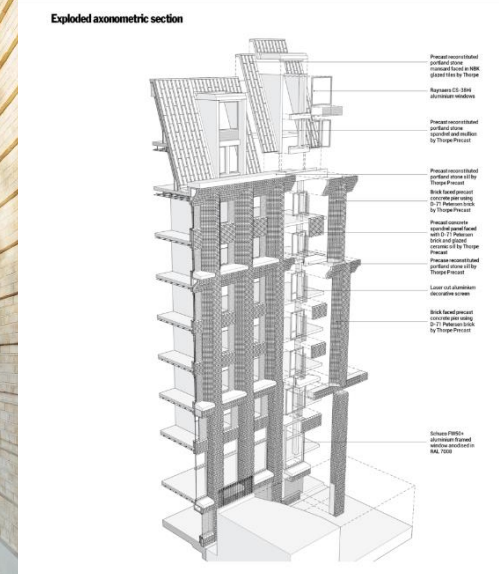 Exploded axonometric section
Precast reconstituted
portland stone
mansard faced in NBK
glazed tiles by Thorpe
Raynaers CS-38HI
aluminium windows
Precast reconstituted
portland stone
spandrel and mullion
by Thorpe Precast
Precast reconstituted
portland stone sill by
Thorpe Precast
Brick faced precast
concrete pier using
D-71 Petersen brick
by Thorpe Precast
Precast concrete
spandrel panel faced
with D-71 Petersen
brick and glazed
ceramic sill by Thorpe
Precast
Precase reconstituted
portland stone sill by
Thorpe Precast
Laser cut aluminium
decorative screen
Brick faced precast
concrete pier using
D-71 Petersen brick
by Thorpe Precast
Schuco FW50+
aluminium framed
window anodised in
RAL 7006